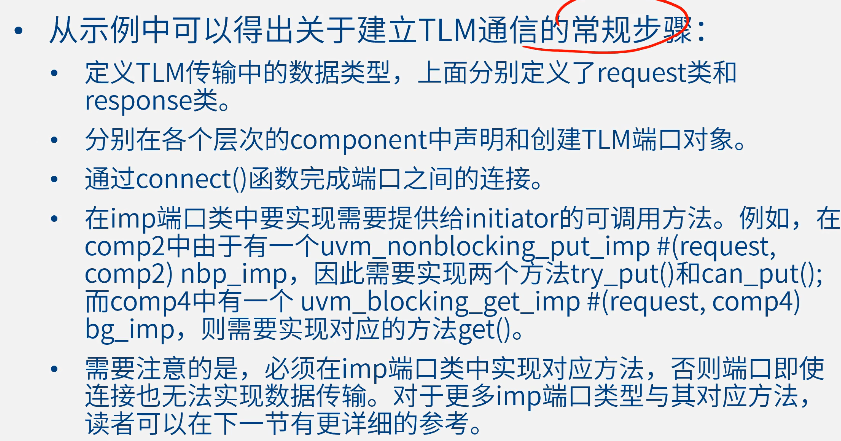 • 从示例中可以得出关于建立TLM通信的常规步骤：
• 定义TLM传输中的数据类型，上面分别定义了request类和
response类。
• 分别在各个层次的component中声明和创建TLM端口对象。
• 通过connect()函数完成端口之间的连接。
• 在imp端口类中要实现需要提供给initiator的可调用方法。例如，在
comp2中由于有一个uvm_nonblocking_put_imp #(request,
comp2) nbp_imp，因此需要实现两个方法try_put()和can_put();
而comp4中有一个 uvm_blocking_get_imp #(request, comp4)
bg_imp，则需要实现对应的方法get()。
• 需要注意的是，必须在imp端口类中实现对应方法，否则端口即使
连接也无法实现数据传输。对于更多imp端口类型与其对应方法，
读者可以在下一节有更详细的参考。